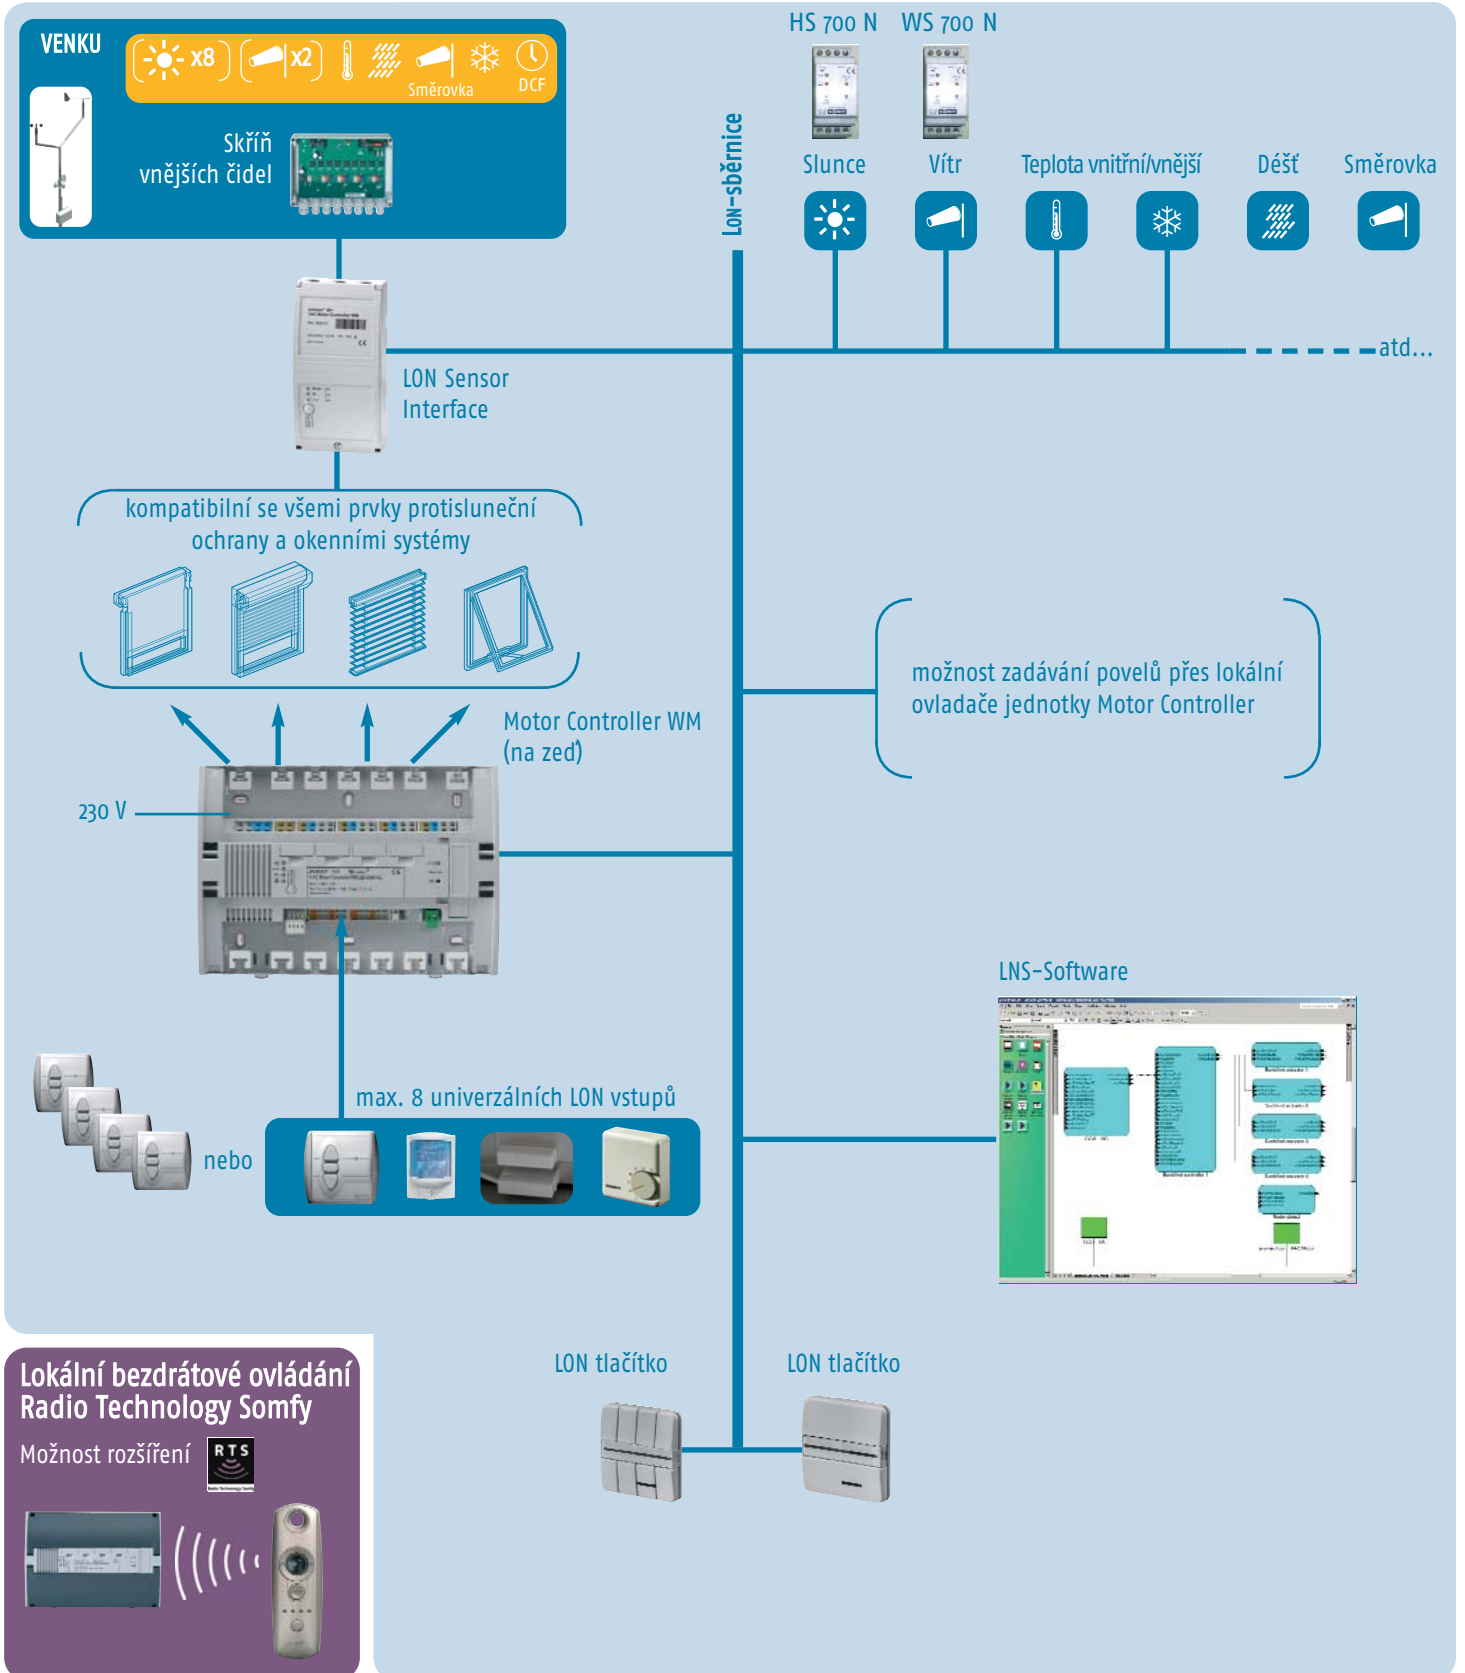 HS 700 N
WS 700 N
VENKU
x8
x2
Směrovka
DCF
Skříň
vnějších čidel
LON-sběrnice
Slunce
Vítr
Teplota vnitřní/vnější
Déšť
Směrovka
atd...
LON Sensor
Interface
kompatibilní se všemi prvky protisluneční
ochrany a okenními systémy
možnost zadávání povelů přes lokální
ovladače jednotky Motor Controller
Motor Controller WM
(na zeď)
230 V
LNS-Software
max. 8 univerzálních LON vstupů
nebo
LON tlačítko
LON tlačítko
Lokální bezdrátové ovládání
Radio Technology Somfy
Možnost rozšíření
RTS
Radio Technology Somfy